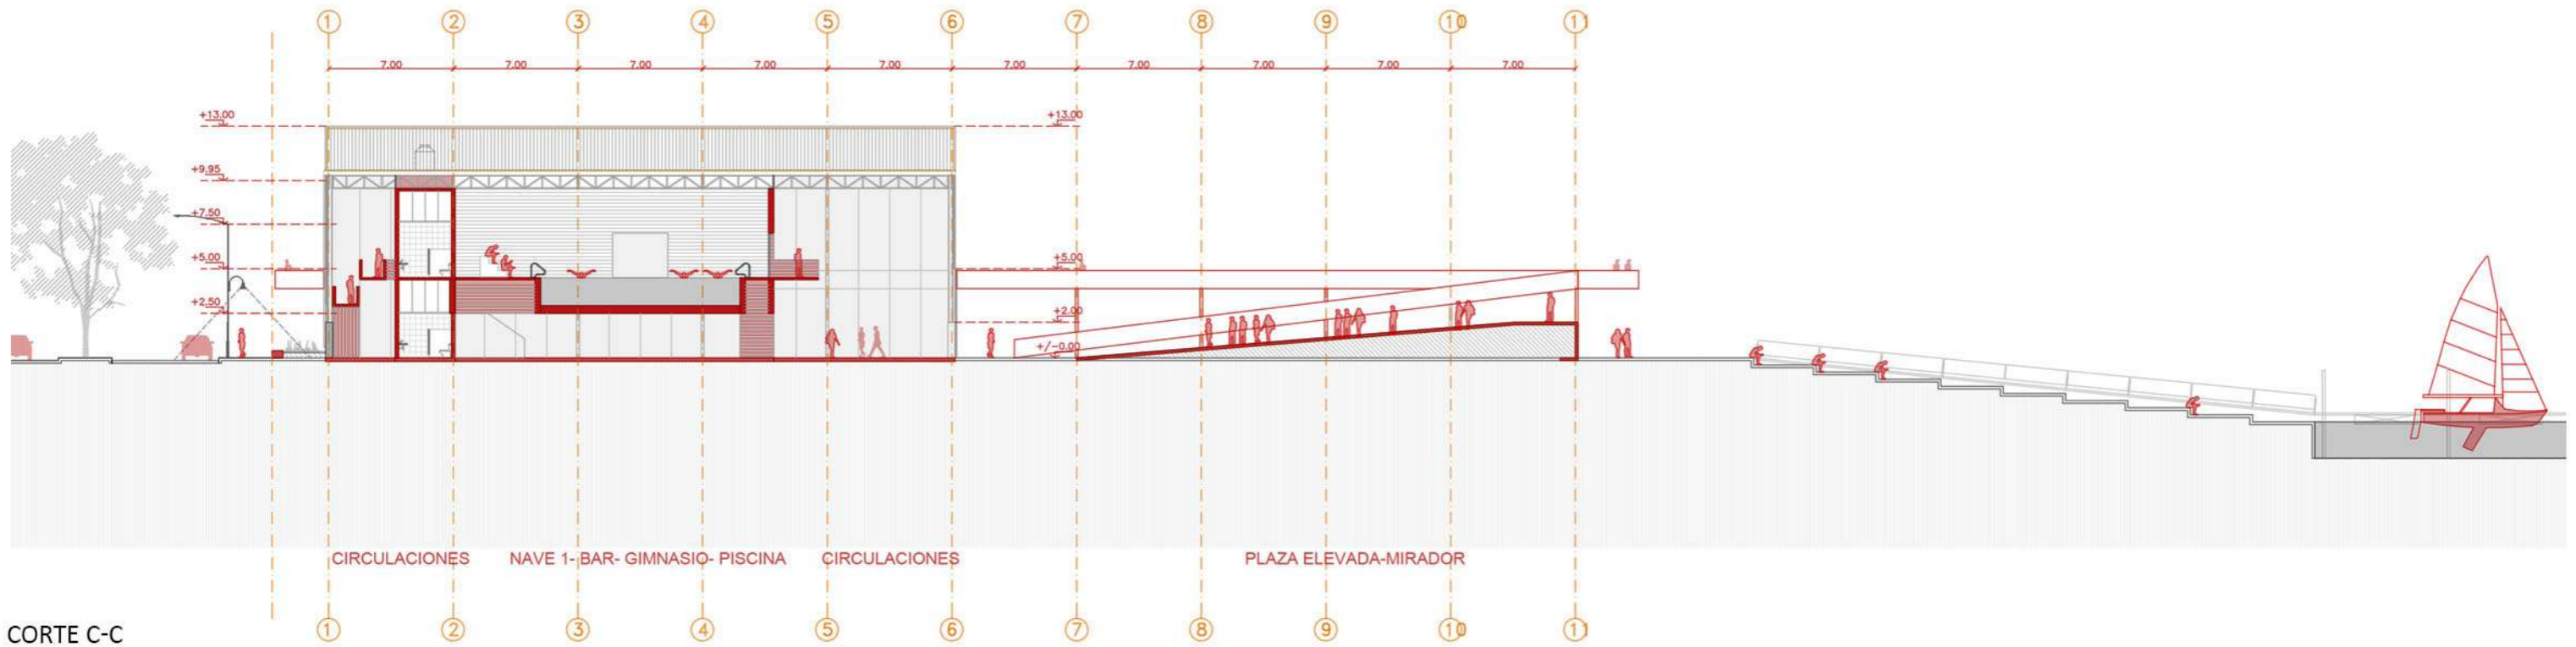 1 2 3 4 5 6 7 8 9 10 11
7.00 7.00 7.00 7.00 7.00 7.00 7.00 7.00 7.00 7.00
+13.00 +13.00
+9.95
+7.50
+5.00 +5.00
+2.50 +2.00
+/-0.00
CIRCULACIONES NAVE 1- BAR- GIMNASIO- PISCINA CIRCULACIONES PLAZA ELEVADA-MIRADOR
1 2 3 4 5 6 7 8 9 10 11
CORTE C-C